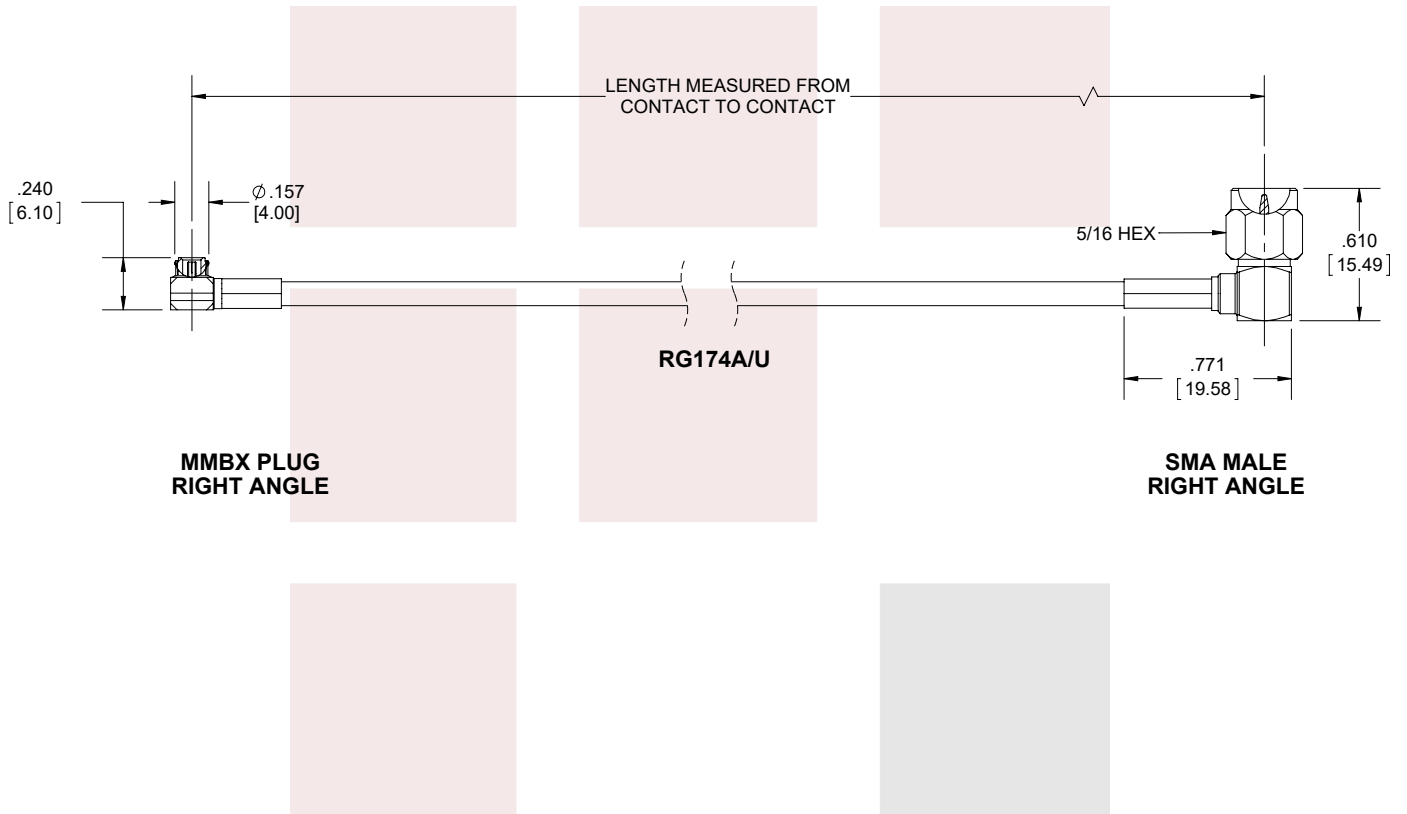 LENGTH MEASURED FROM
CONTACT TO CONTACT
.240
[6.10]
⌀.157
[4.00]
5/16 HEX
.610
[15.49]
RG174A/U
.771
[19.58]
MMBX PLUG
RIGHT ANGLE
SMA MALE
RIGHT ANGLE